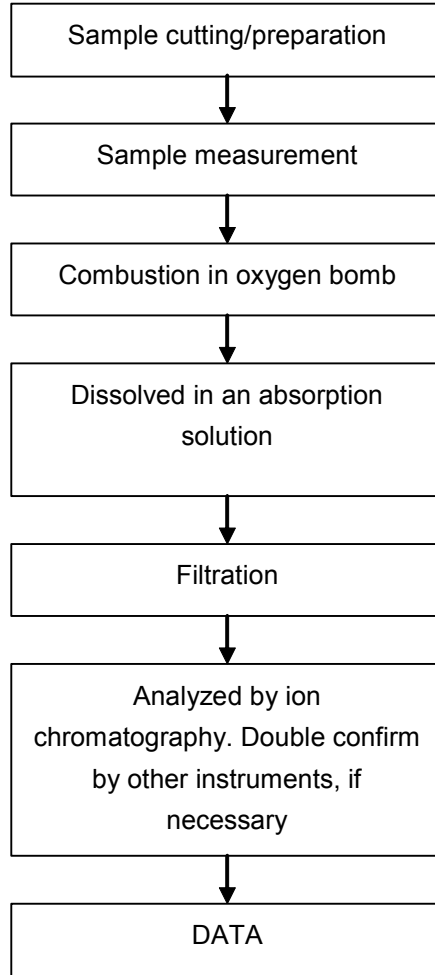 Sample cutting/preparation
Sample measurement
Combustion in oxygen bomb
Dissolved in an absorption
solution
Filtration
Analyzed by ion
chromatography. Double confirm
by other instruments, if
necessary
DATA